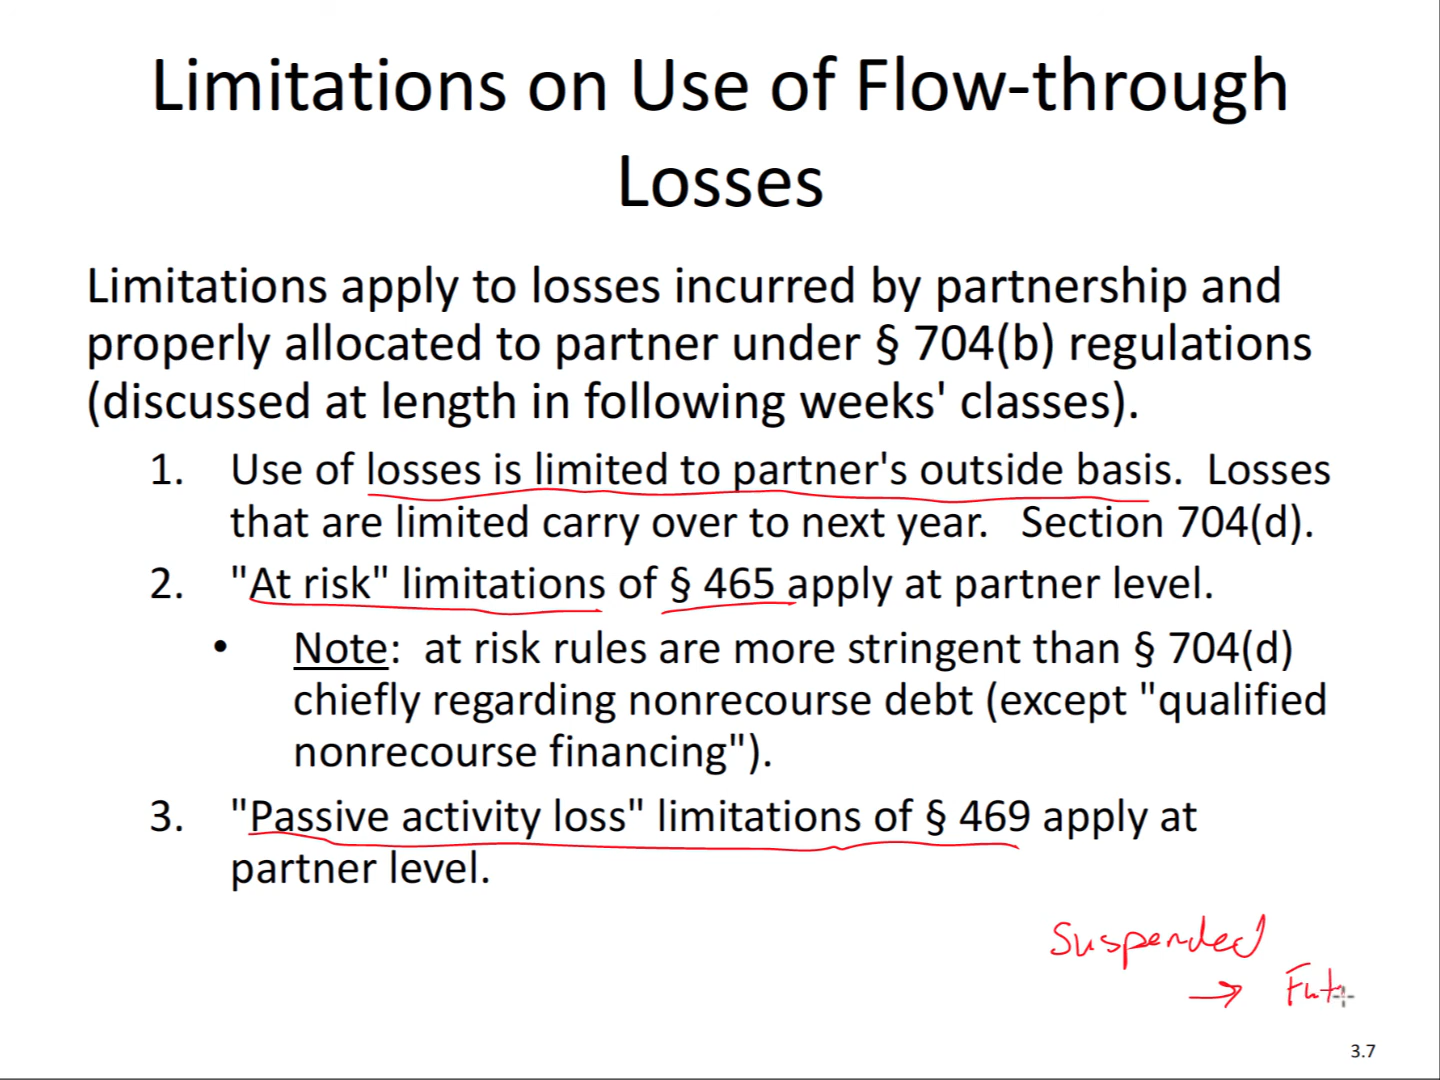 Limitations on Use of Flow-through
Losses
Limitations apply to losses incurred by partnership and
properly allocated to partner under § 704(b) regulations
(discussed at length in following weeks' classes).
1. Use of losses is limited to partner's outside basis. Losses
that are limited carry over to next year. Section 704(d).
2. "At risk" limitations of § 465 apply at partner level.
• Note: at risk rules are more stringent than § 704(d)
chiefly regarding nonrecourse debt (except "qualified
nonrecourse financing").
3. "Passive activity loss" limitations of § 469 apply at
partner level.
Suspended
→ Fut
3.7